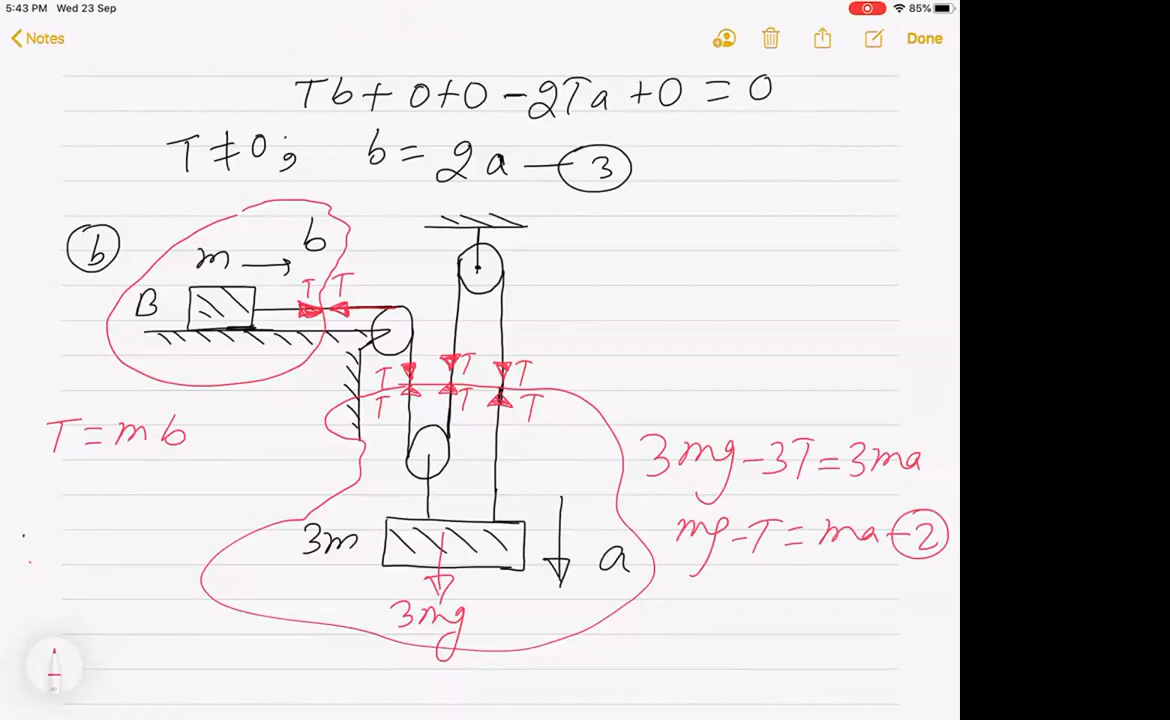 5:43 PM Wed 23 Sep 85%
Notes Done
Tb + 0 + 0 - 2Ta + 0 = 0
T ≠ 0 ; b = 2a — 3
b
m → b
B T T
T T T
T T T
T = mb
3mg - 3T = 3ma
mg - T = ma - 2
3m a
3mg